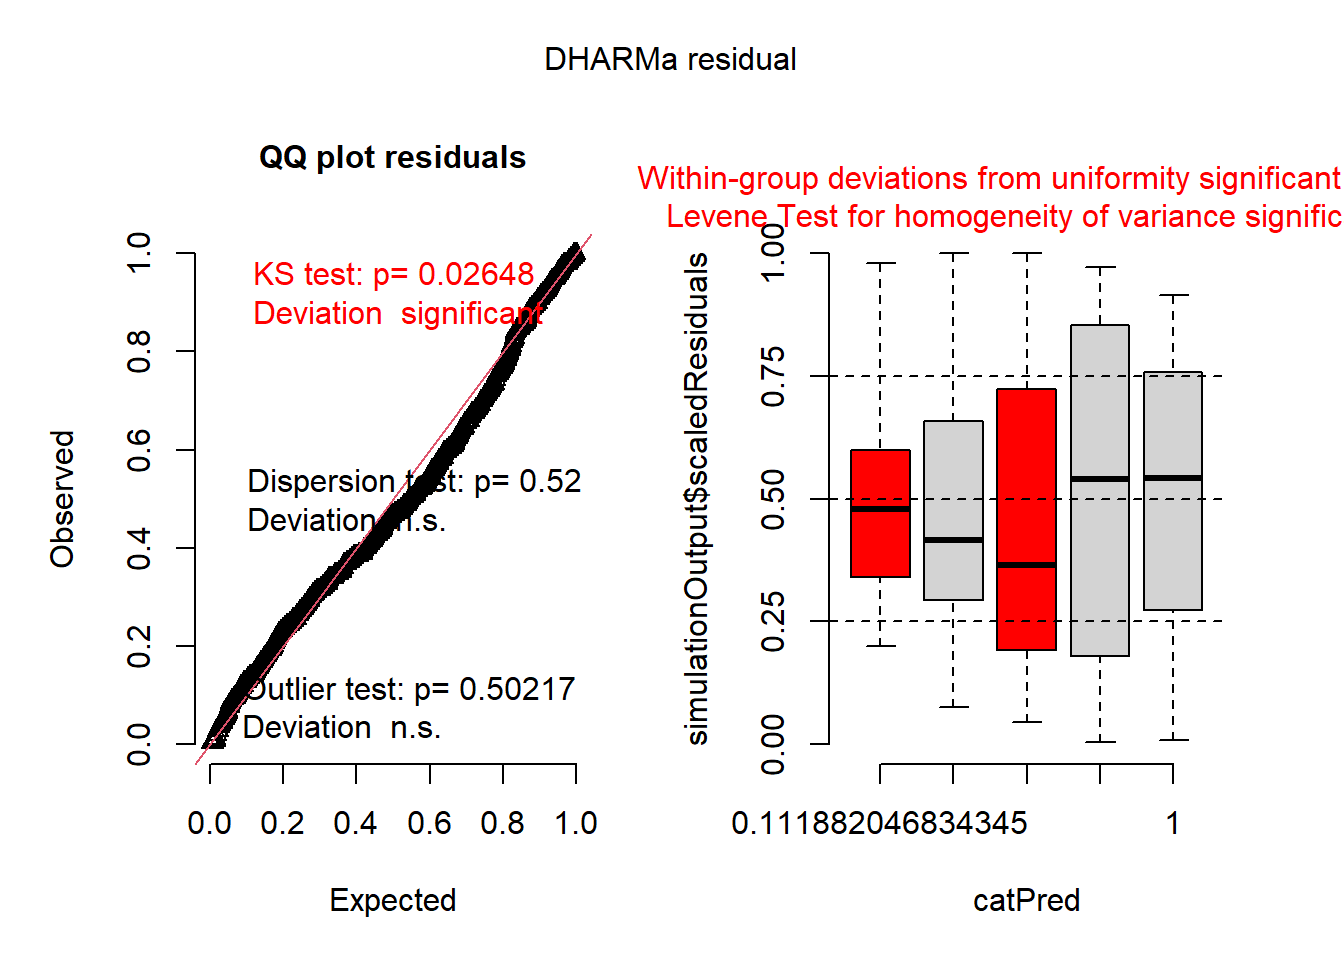 DHARMa residual
QQ plot residuals
KS test: p= 0.02648
Deviation  significant
Dispersion test: p= 0.52
Deviation  n.s.
Outlier test: p= 0.50217
Deviation  n.s.
Observed
0.0 0.2 0.4 0.6 0.8 1.0
0.0 0.2 0.4 0.6 0.8 1.0
Expected
Within-group deviations from uniformity significant
Levene Test for homogeneity of variance signific
simulationOutput$scaledResiduals
0.00 0.25 0.50 0.75 1.00
0.111882046834345 1
catPred